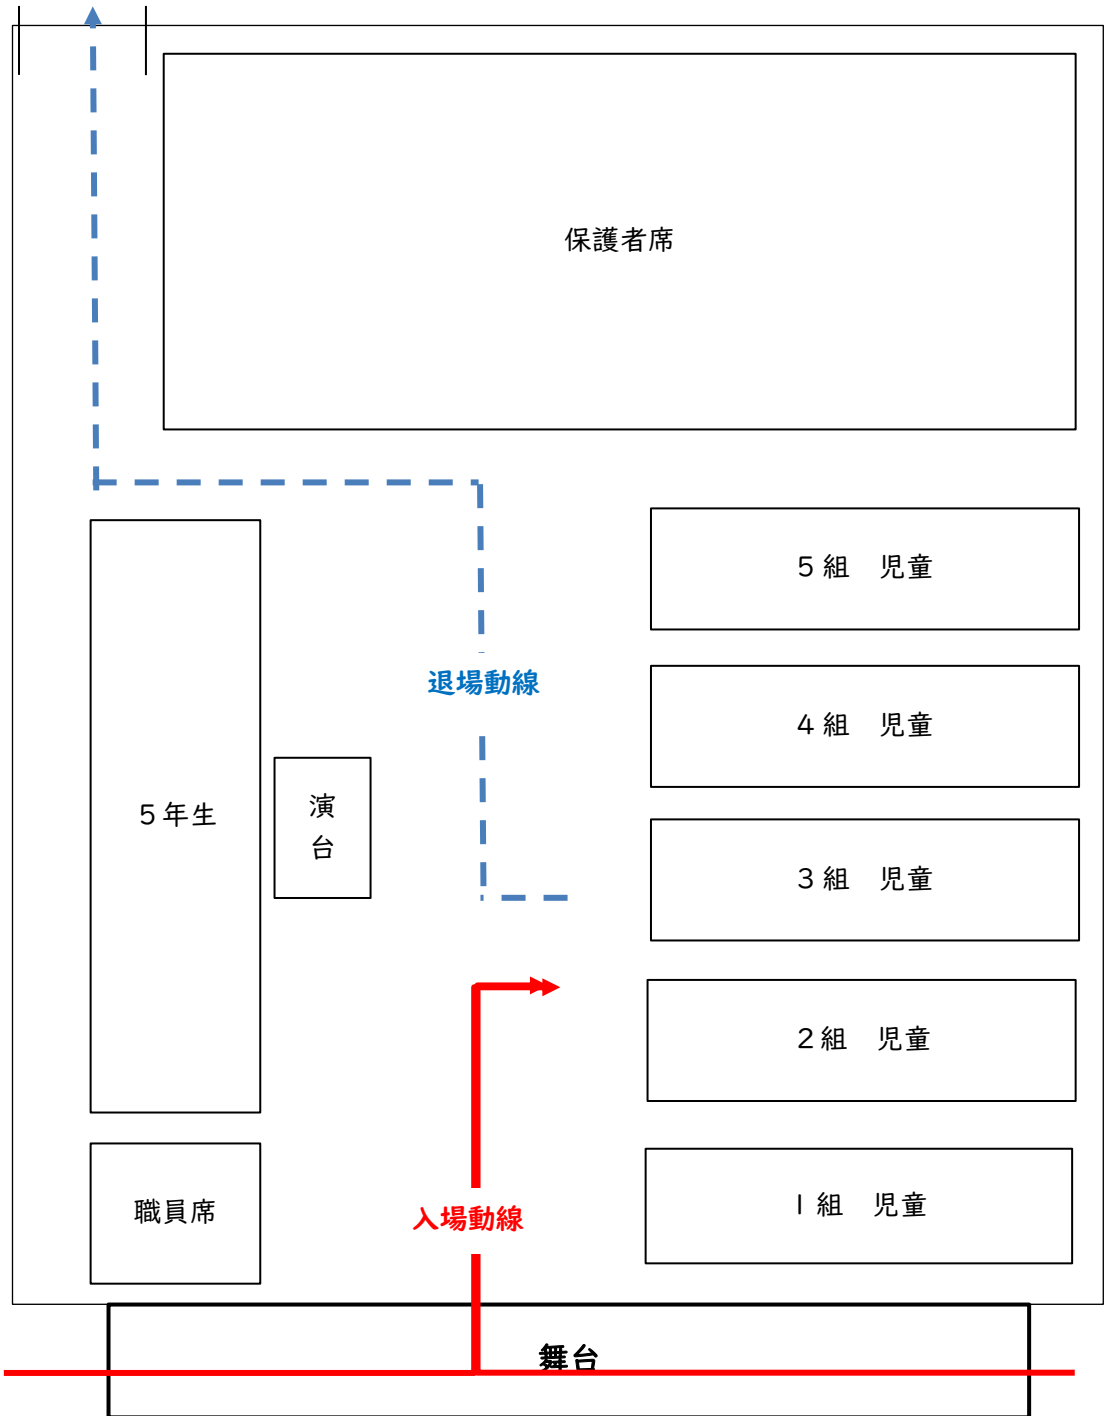 保護者席
5組　児童
退場動線
4組　児童
5年生
演
台
3組　児童
2組　児童
職員席
入場動線
1組　児童
舞台